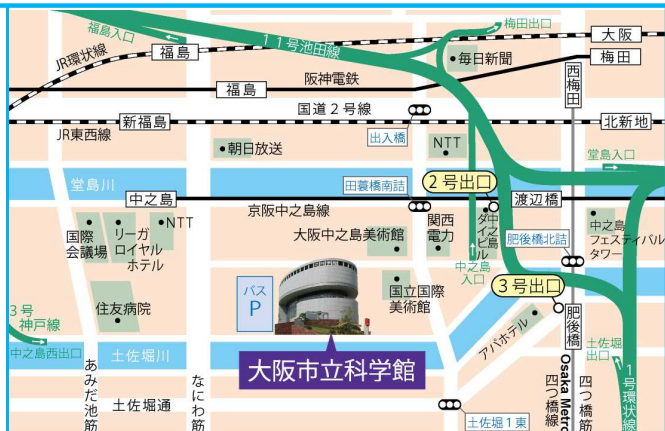 福島入口
11号池田線
梅田出口
大阪
JR環状線
福島
毎日新聞
梅田
阪神電鉄
福島
西梅田
国道2号線
新福島
出入橋
北新地
JR東西線
朝日放送
NTT
堂島入口
堂島川
田蓑橋南詰
2号出口
中之島
京阪中之島線
渡辺橋
国際
会議場
リーガ
ロイヤル
ホテル
NTT
大阪中之島美術館
関西
電力
中之島
ダイビル
中之島
フェスティバル
タワー
肥後橋北詰
中之島
入口
バス
P
国立国際
美術館
3号出口
3号
神戸線
住友病院
肥後橋
アパホテル
中之島西出口
土佐堀川
土佐堀
出口
大阪市立科学館
1号環状線
あみだ池筋
なにわ筋
土佐堀通
土佐堀1東
Osaka Metro
四つ橋線
四つ橋筋